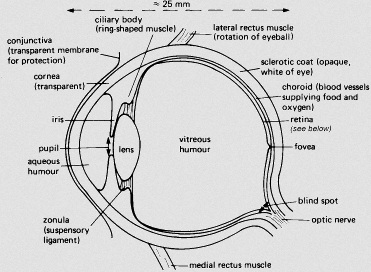 ≈ 25 mm
ciliary body
(ring-shaped muscle)
lateral rectus muscle
(rotation of eyeball)
conjunctiva
(transparent membrane
for protection)
sclerotic coat (opaque,
white of eye)
cornea
(transparent)
choroid (blood vessels
supplying food and
oxygen)
iris
retina
(see below)
pupil
lens
vitreous
humour
fovea
aqueous
humour
blind spot
optic nerve
zonula
(suspensory
ligament)
medial rectus muscle